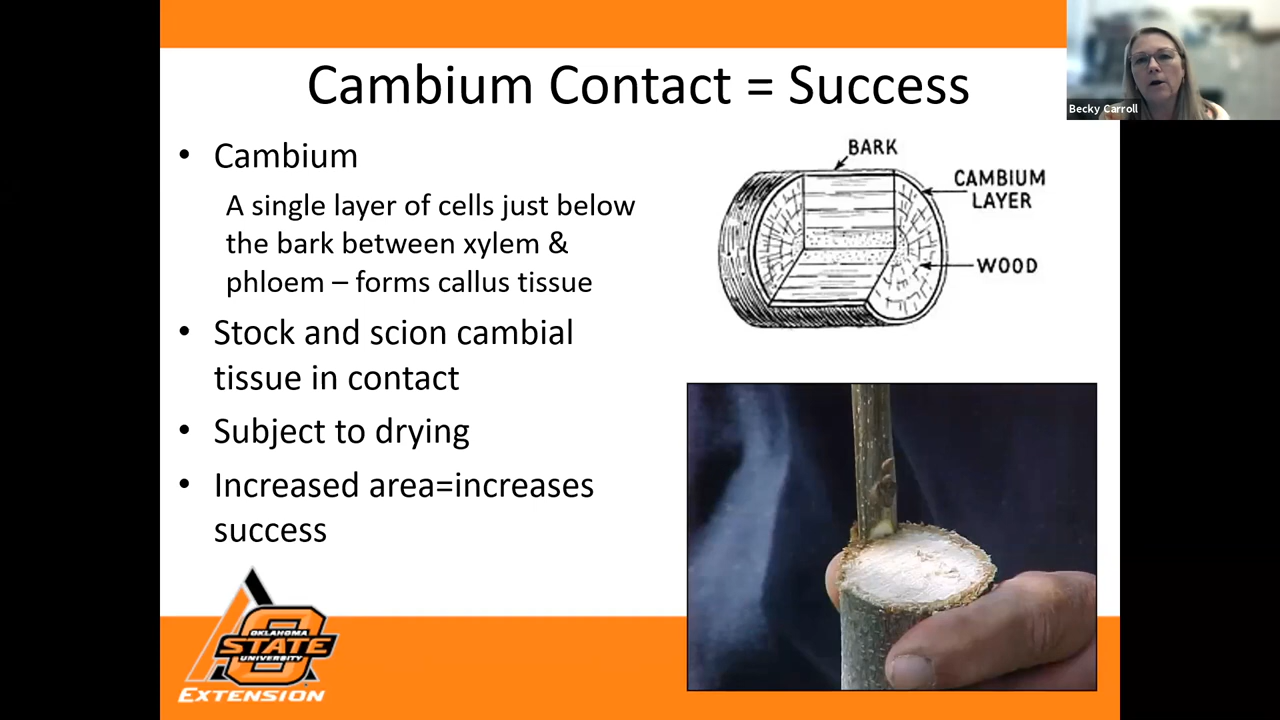 Cambium Contact = Success
Becky Carroll
• Cambium
A single layer of cells just below
the bark between xylem &
phloem – forms callus tissue
• Stock and scion cambial
tissue in contact
• Subject to drying
• Increased area=increases
success
BARK
CAMBIUM
LAYER
WOOD
OKLAHOMA
STATE
UNIVERSITY
EXTENSION